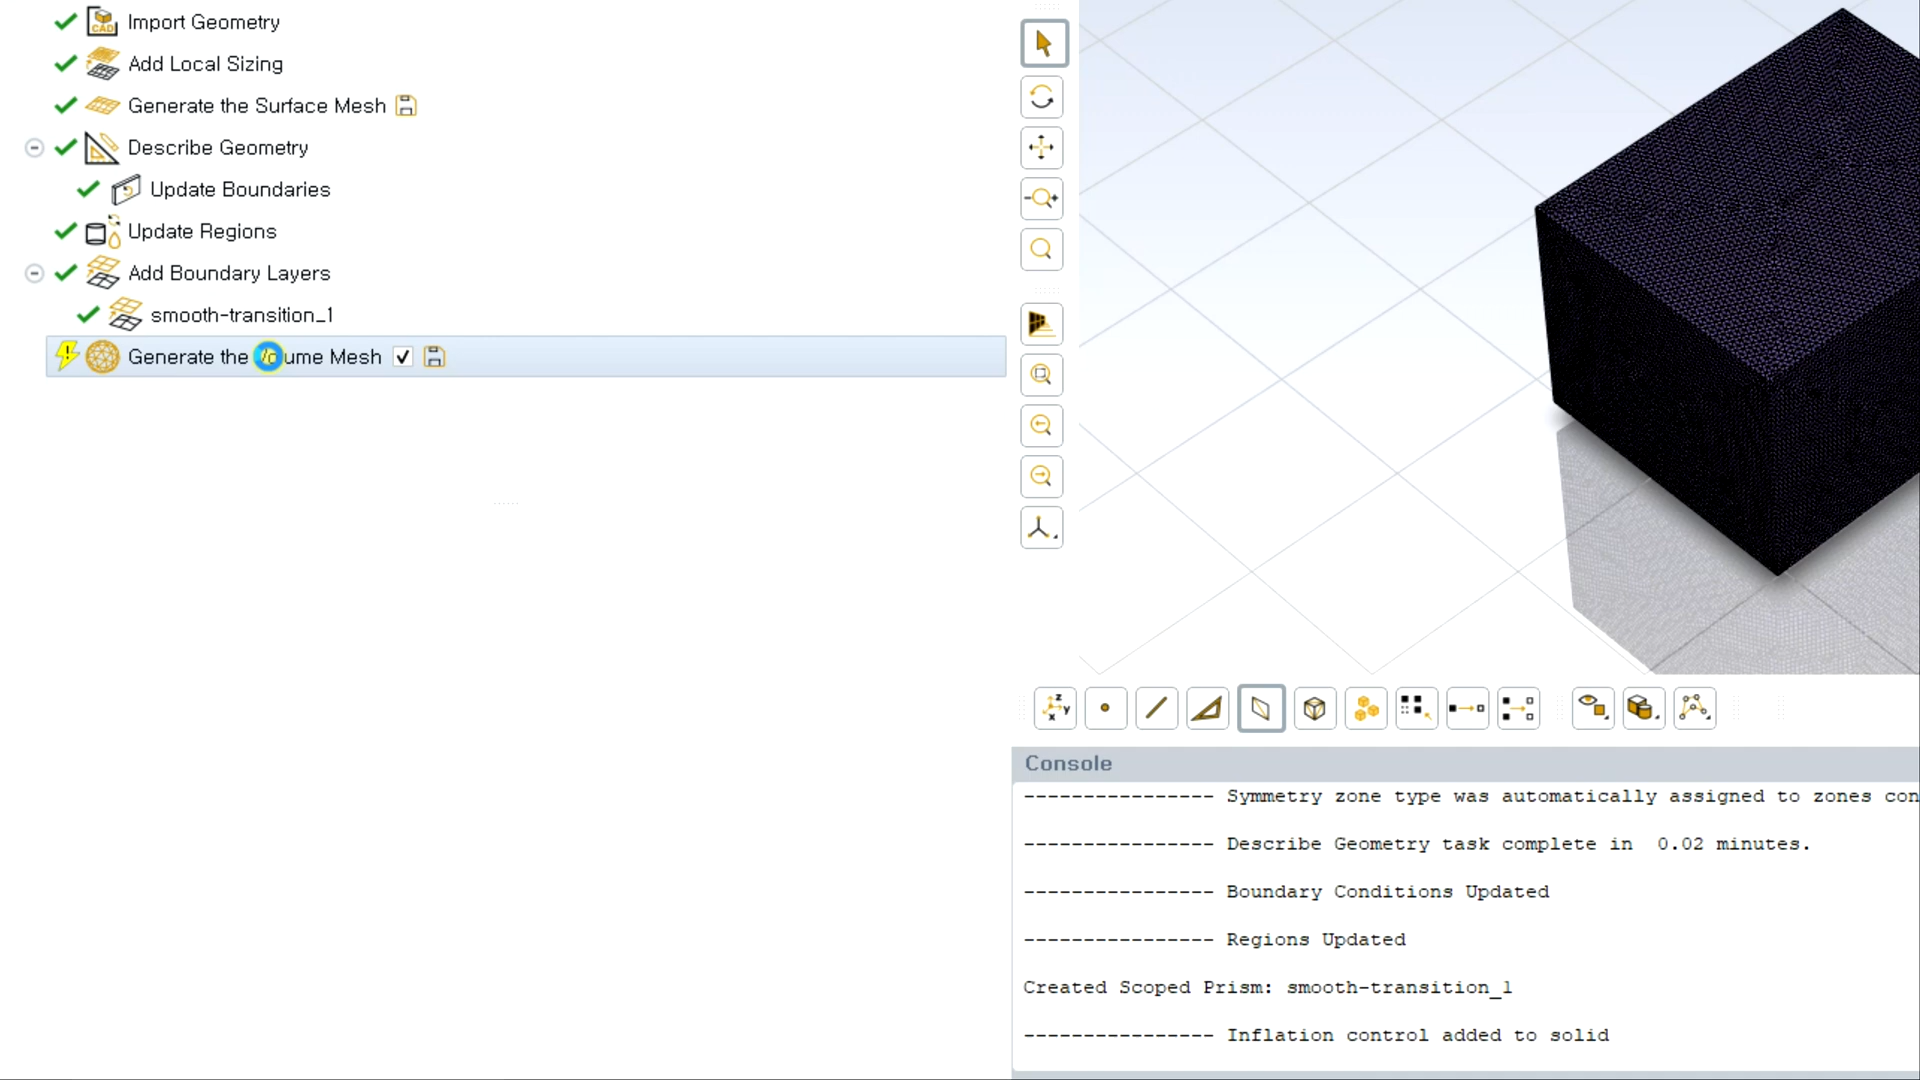 Import Geometry
Add Local Sizing
Generate the Surface Mesh
Describe Geometry
Update Boundaries
Update Regions
Add Boundary Layers
smooth-transition_1
Generate the Volume Mesh
Console
---------------- Symmetry zone type was automatically assigned to zones con
---------------- Describe Geometry task complete in  0.02 minutes.
---------------- Boundary Conditions Updated
---------------- Regions Updated
Created Scoped Prism: smooth-transition_1
---------------- Inflation control added to solid